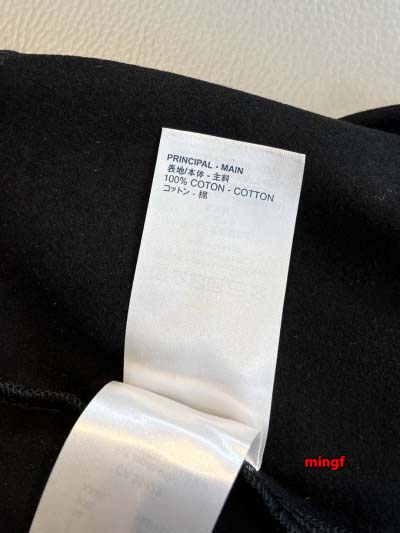 PRINCIPAL - MAIN
表地/本体 - 主料
100% COTON - COTTON
コットン - 棉
mingf